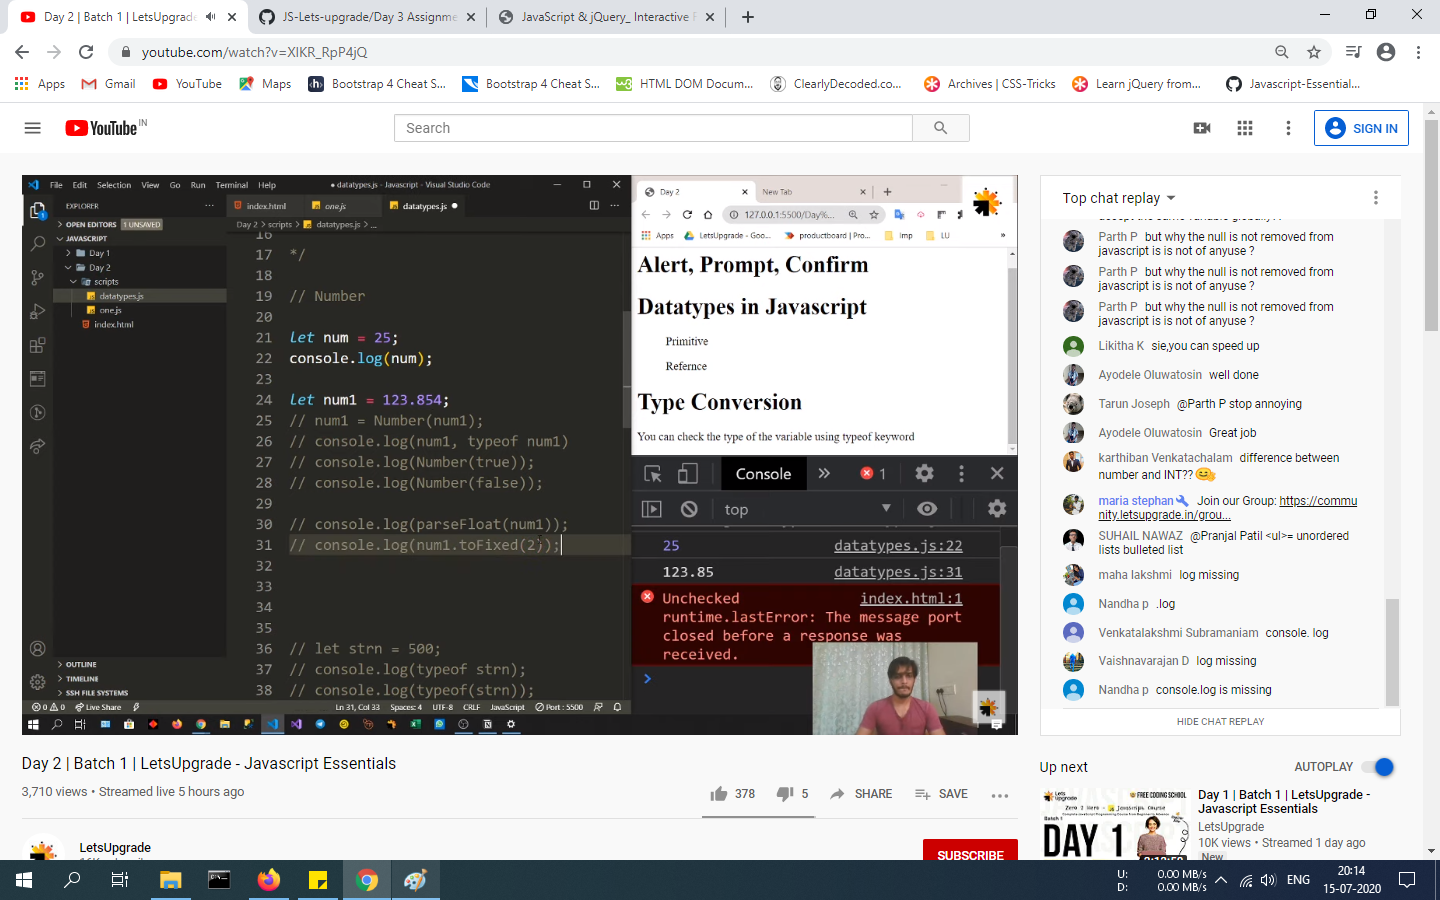 Day 2 | Batch 1 | LetsUpgrade
JS-Lets-upgrade/Day 3 Assignme
JavaScript & jQuery_ Interactive F
youtube.com/watch?v=XIKR_RpP4jQ
Apps
Gmail
YouTube
Maps
Bootstrap 4 Cheat S...
Bootstrap 4 Cheat S...
HTML DOM Docum...
ClearlyDecoded.co...
Archives | CSS-Tricks
Learn jQuery from...
Javascript-Essential...
YouTube IN
Search
SIGN IN
File Edit Selection View Go Run Terminal Help
● datatypes.js - Javascript - Visual Studio Code
EXPLORER
OPEN EDITORS 1 UNSAVED
JAVASCRIPT
Day 1
Day 2
scripts
datatypes.js
one.js
index.html
OUTLINE
TIMELINE
SSH FILE SYSTEMS
index.html
one.js
datatypes.js
Day 2 > scripts > datatypes.js > ...
16
17 */
18
19 // Number
20
21 let num = 25;
22 console.log(num);
23
24 let num1 = 123.854;
25 // num1 = Number(num1);
26 // console.log(num1, typeof num1)
27 // console.log(Number(true));
28 // console.log(Number(false));
29
30 // console.log(parseFloat(num1));
31 // console.log(num1.toFixed(2));
32
33
34
35
36 // let strn = 500;
37 // console.log(typeof strn);
38 // console.log(typeof(strn));
0 0 Live Share
Ln 31, Col 33 Spaces: 4 UTF-8 CRLF JavaScript Port : 5500
Day 2
New Tab
127.0.0.1:5500/Day%...
Apps
LetsUpgrade - Goo...
productboard | Pro...
Imp
LU
»
Alert, Prompt, Confirm
Datatypes in Javascript
Primitive
Refernce
Type Conversion
You can check the type of the variable using typeof keyword
Console
»
1
top
25 datatypes.js:22
123.85 datatypes.js:31
Unchecked index.html:1
runtime.lastError: The message port
closed before a response was
received.
Top chat replay
Parth P but why the null is not removed from
javascript is is not of anyuse ?
Parth P but why the null is not removed from
javascript is is not of anyuse ?
Parth P but why the null is not removed from
javascript is is not of anyuse ?
Likitha K sie,you can speed up
Ayodele Oluwatosin well done
Tarun Joseph @Parth P stop annoying
Ayodele Oluwatosin Great job
karthiban Venkatachalam difference between
number and INT??
maria stephan Join our Group: https://commu
nity.letsupgrade.in/grou...
SUHAIL NAWAZ @Pranjal Patil <ul>= unordered
lists bulleted list
maha lakshmi log missing
Nandha p .log
Venkatalakshmi Subramaniam console. log
Vaishnavarajan D log missing
Nandha p console.log is missing
HIDE CHAT REPLAY
Day 2 | Batch 1 | LetsUpgrade - Javascript Essentials
3,710 views • Streamed live 5 hours ago
378
5
SHARE
SAVE
LetsUpgrade
SUBSCRIBE
Up next
AUTOPLAY
FREE CODING SCHOOL
Zero 2 Hero - JavaScript Course
DAY 1
Day 1 | Batch 1 | LetsUpgrade -
Javascript Essentials
LetsUpgrade
10K views • Streamed 1 day ago
New
U: 0.00 MB/s
D: 0.00 MB/s
ENG
20:14
15-07-2020